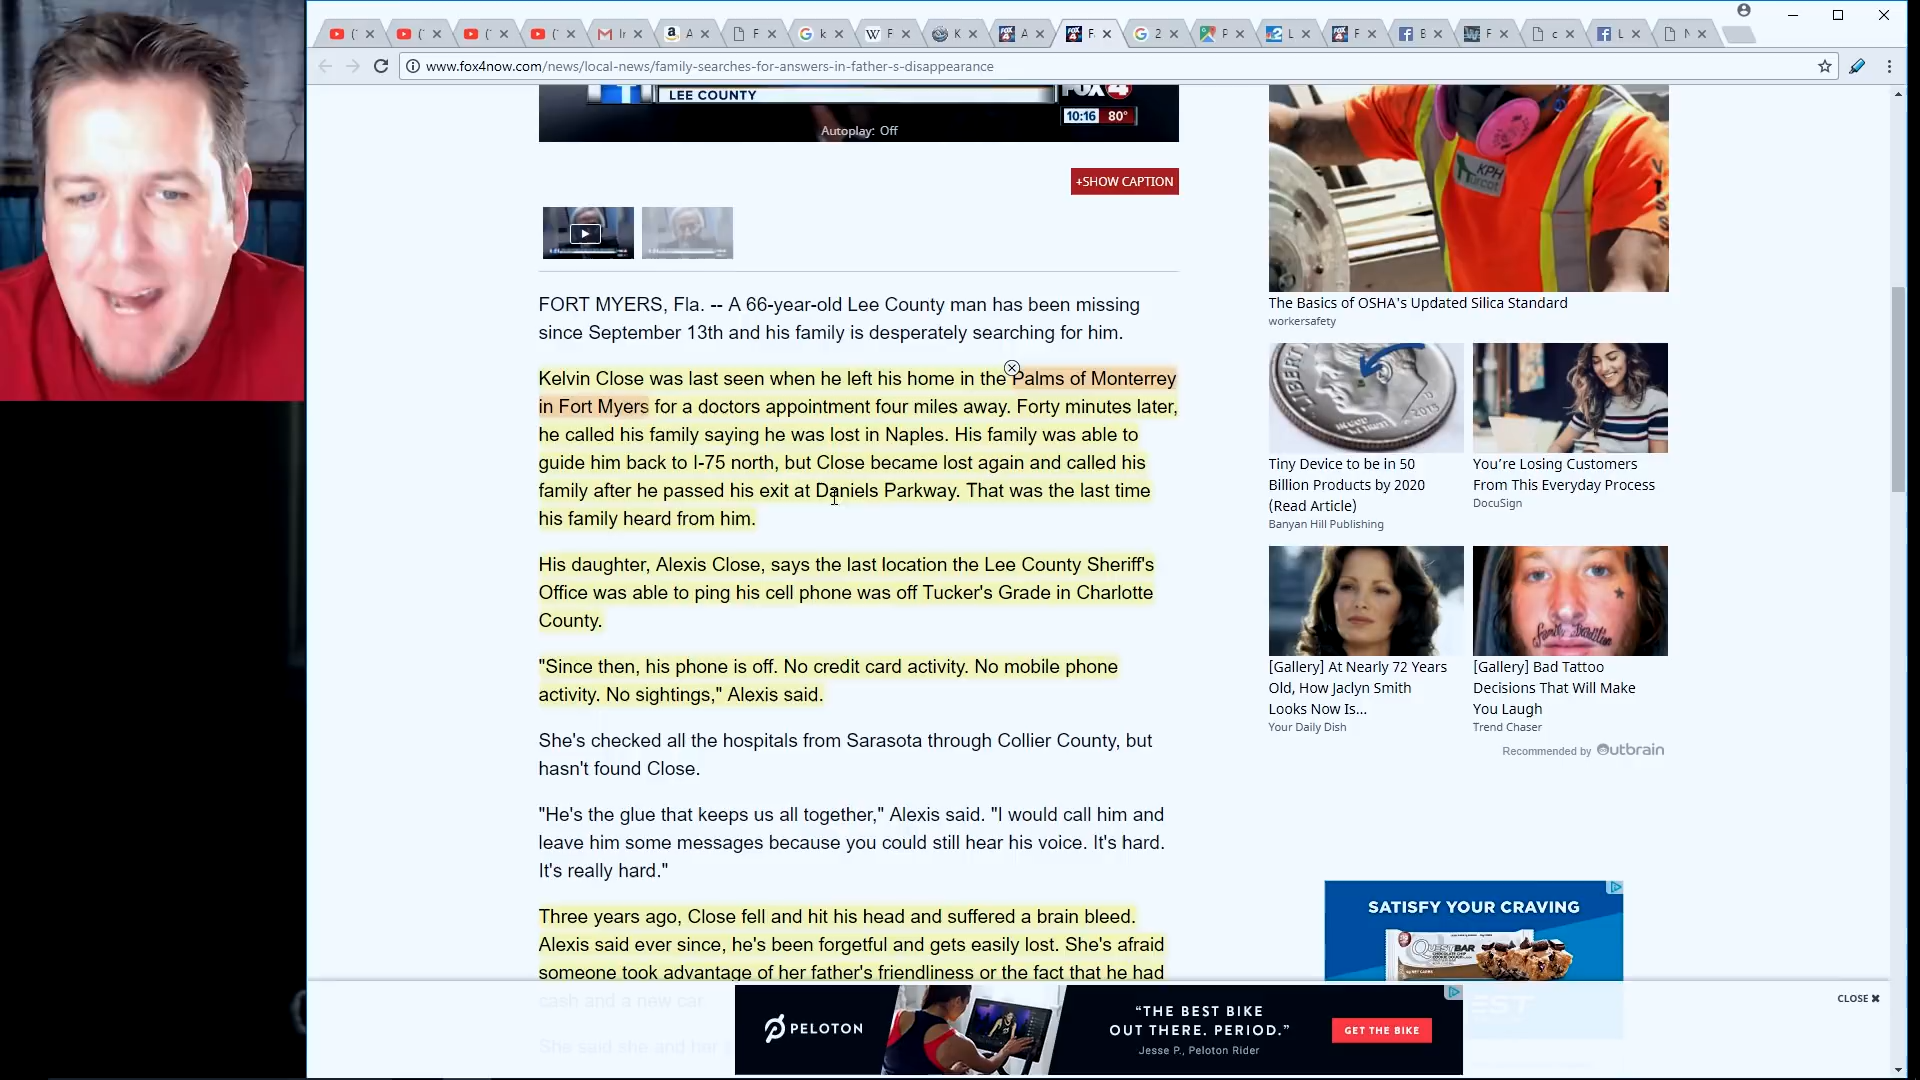 www.fox4now.com/news/local-news/family-searches-for-answers-in-father-s-disappearance
LEE COUNTY
FOX 4
10:16 80°
Autoplay: Off
+SHOW CAPTION
FORT MYERS, Fla. -- A 66-year-old Lee County man has been missing
since September 13th and his family is desperately searching for him.
Kelvin Close was last seen when he left his home in the Palms of Monterrey
in Fort Myers for a doctors appointment four miles away. Forty minutes later,
he called his family saying he was lost in Naples. His family was able to
guide him back to I-75 north, but Close became lost again and called his
family after he passed his exit at Daniels Parkway. That was the last time
his family heard from him.
His daughter, Alexis Close, says the last location the Lee County Sheriff's
Office was able to ping his cell phone was off Tucker's Grade in Charlotte
County.
"Since then, his phone is off. No credit card activity. No mobile phone
activity. No sightings," Alexis said.
She's checked all the hospitals from Sarasota through Collier County, but
hasn't found Close.
"He's the glue that keeps us all together," Alexis said. "I would call him and
leave him some messages because you could still hear his voice. It's hard.
It's really hard."
Three years ago, Close fell and hit his head and suffered a brain bleed.
Alexis said ever since, he's been forgetful and gets easily lost. She's afraid
someone took advantage of her father's friendliness or the fact that he had
cash and a new car
She said she and her
KPH
turcot
The Basics of OSHA's Updated Silica Standard
workersafety
Tiny Device to be in 50
Billion Products by 2020
(Read Article)
Banyan Hill Publishing
You're Losing Customers
From This Everyday Process
DocuSign
[Gallery] At Nearly 72 Years
Old, How Jaclyn Smith
Looks Now Is...
Your Daily Dish
Family Tradition
[Gallery] Bad Tattoo
Decisions That Will Make
You Laugh
Trend Chaser
Recommended by Outbrain
SATISFY YOUR CRAVING
QUESTBAR
PELOTON
"THE BEST BIKE
OUT THERE. PERIOD."
Jesse P., Peloton Rider
GET THE BIKE
CLOSE ✖